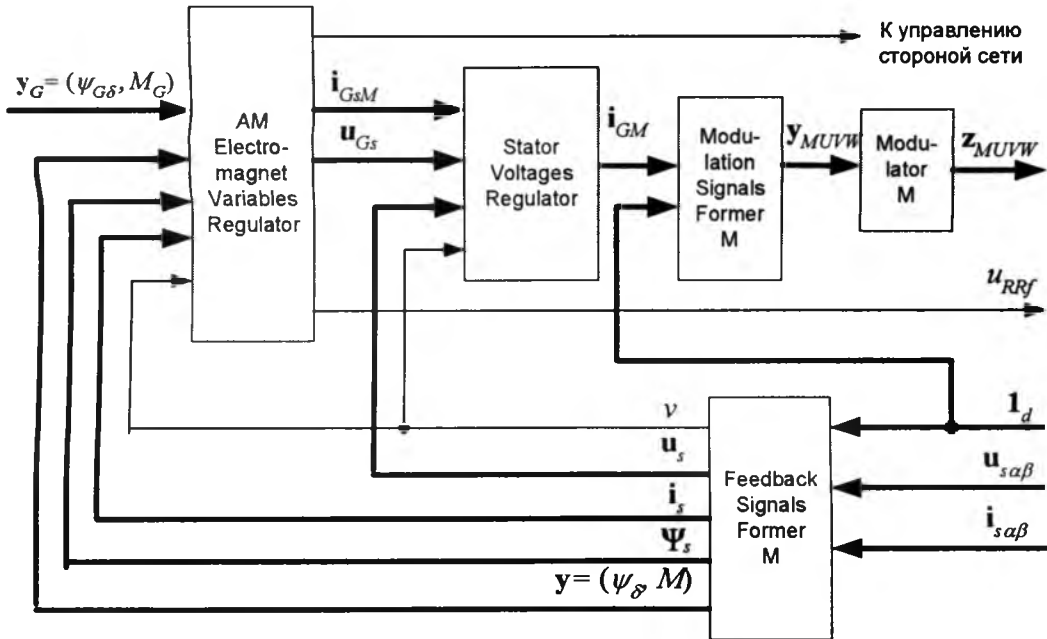 К управлению
стороной сети
y_G = (ψ_Gδ, M_G)
AM
Electro-
magnet
Variables
Regulator
i_GsM
u_Gs
Stator
Voltages
Regulator
i_GM
Modu-
lation
Signals
Former
M
y_MUVW
Modu-
lator
M
z_MUVW
u_RRf
v
u_s
i_s
Ψ_s
y = (ψ_δ, M)
Feedback
Signals
Former
M
1_d
u_sαβ
i_sαβ